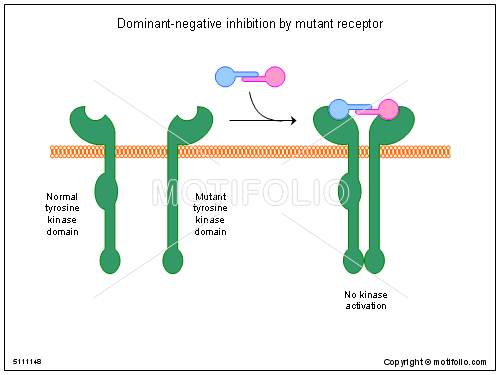 Dominant-negative inhibition by mutant receptor
MOTIFOLIO
Normal
tyrosine
kinase
domain
Mutant
tyrosine
kinase
domain
No kinase
activation
5111148
Copyright © motifolio.com